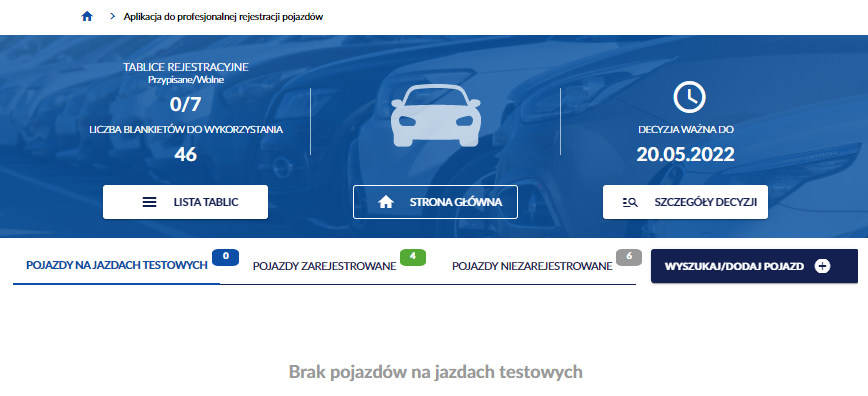 Aplikacja do profesjonalnej rejestracji pojazdów
TABLICE REJESTRACYJNE
Przypisane/Wolne
0/7
LICZBA BLANKIETÓW DO WYKORZYSTANIA
46
DECYZJA WAŻNA DO
20.05.2022
LISTA TABLIC
STRONA GŁÓWNA
SZCZEGÓŁY DECYZJI
POJAZDY NA JAZDACH TESTOWYCH 0
POJAZDY ZAREJESTROWANE 4
POJAZDY NIEZAREJESTROWANE 6
WYSZUKAJ/DODAJ POJAZD
Brak pojazdów na jazdach testowych